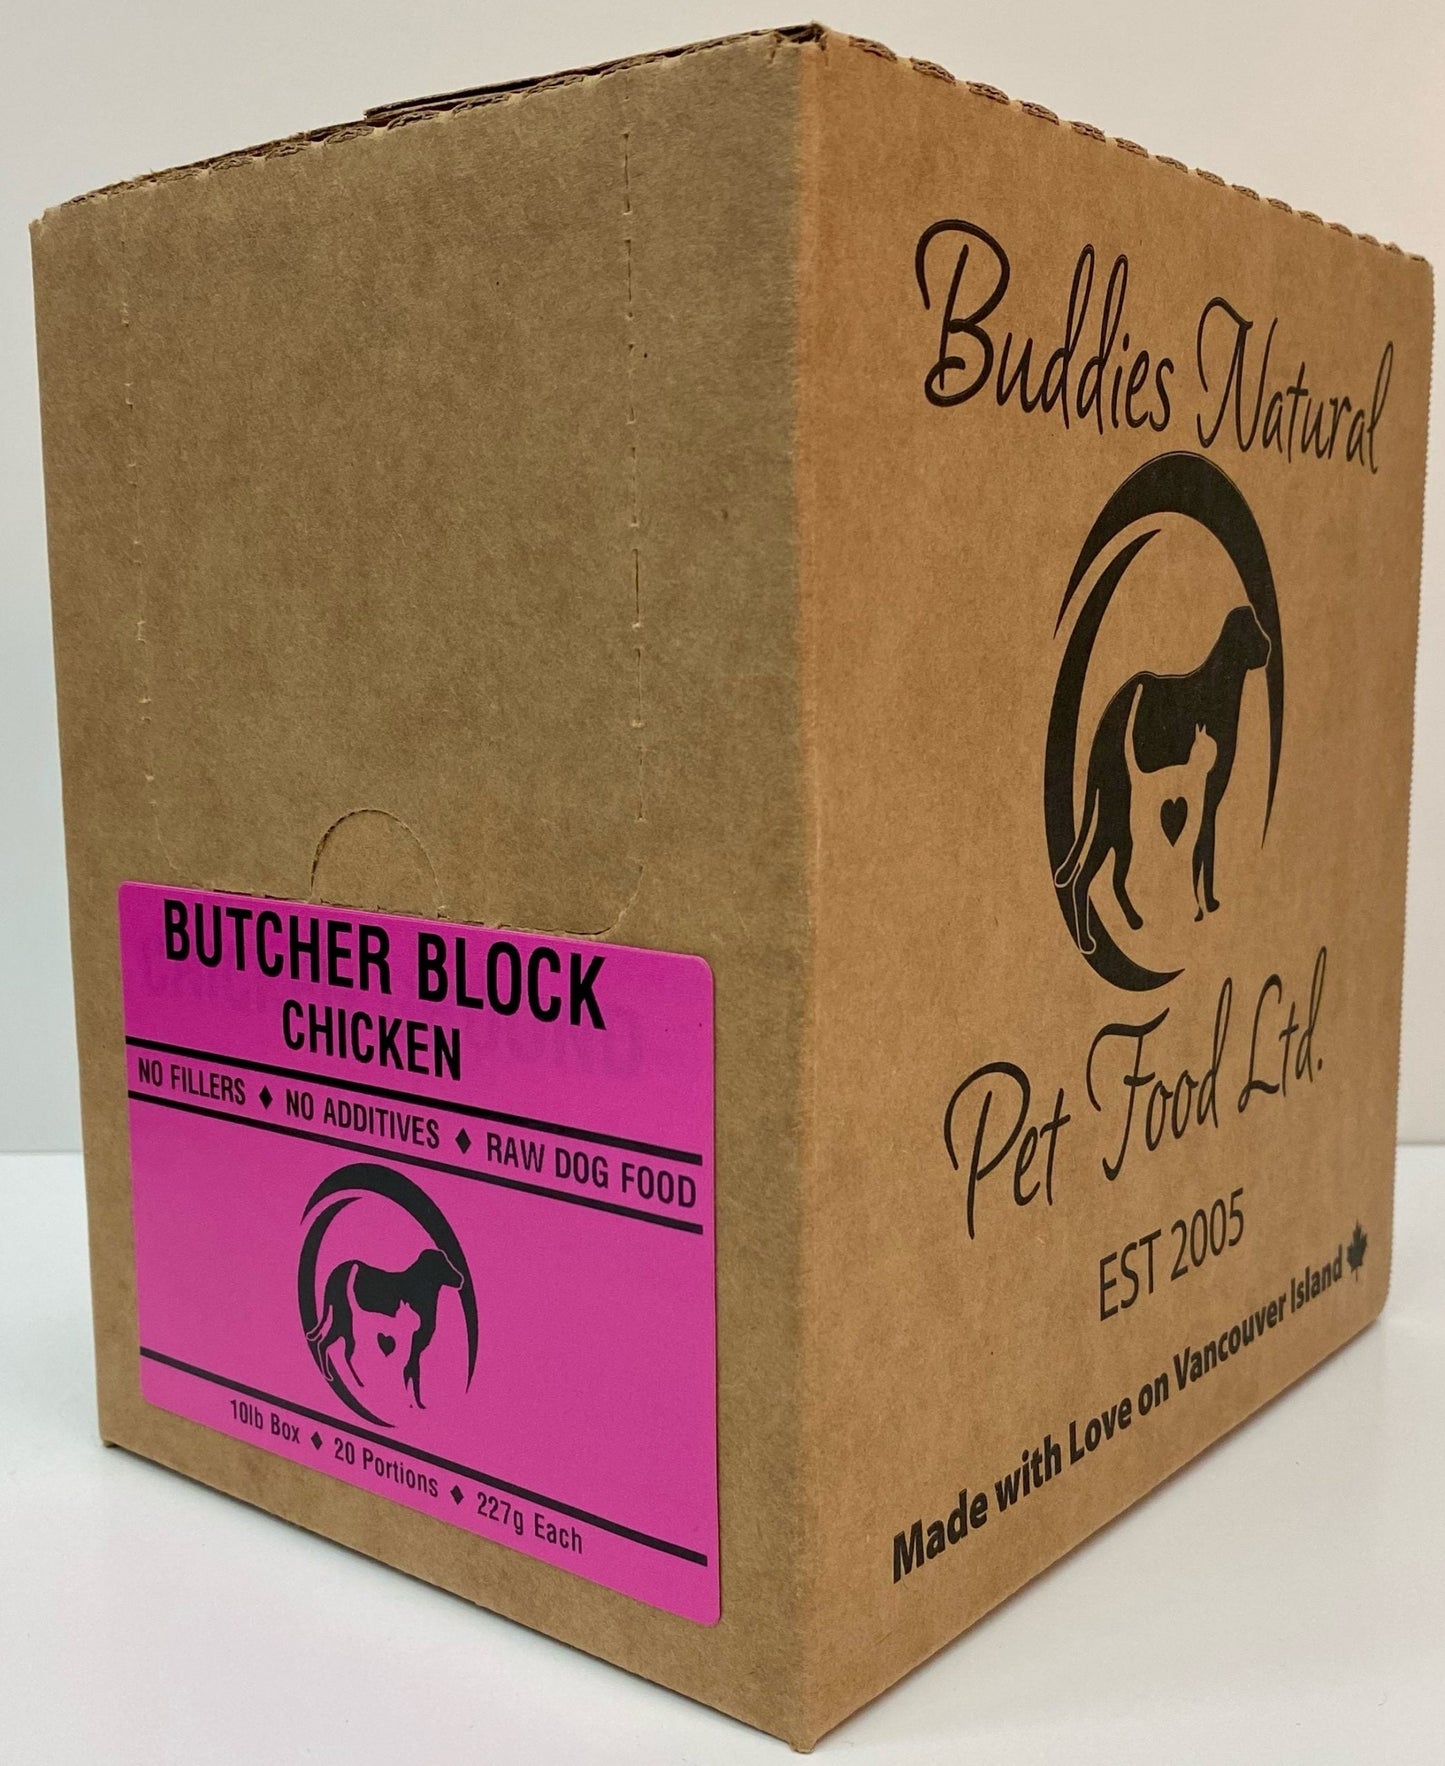 BUTCHER BLOCK
CHICKEN
NO FILLERS ♦ NO ADDITIVES ♦ RAW DOG FOOD
10lb Box ♦ 20 Portions ♦ 227g Each
Buddies Natural
Pet Food Ltd.
EST 2005
Made with Love on Vancouver Island